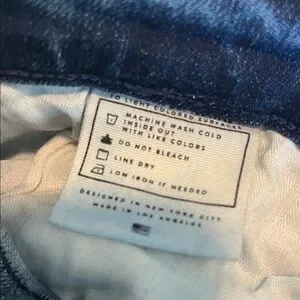 TO LIGHT COLORED SURFACES
MACHINE WASH COLD
INSIDE OUT
WITH LIKE COLORS
DO NOT BLEACH
LINE DRY
LOW IRON IF NEEDED
DESIGNED IN NEW YORK CITY
MADE IN LOS ANGELES